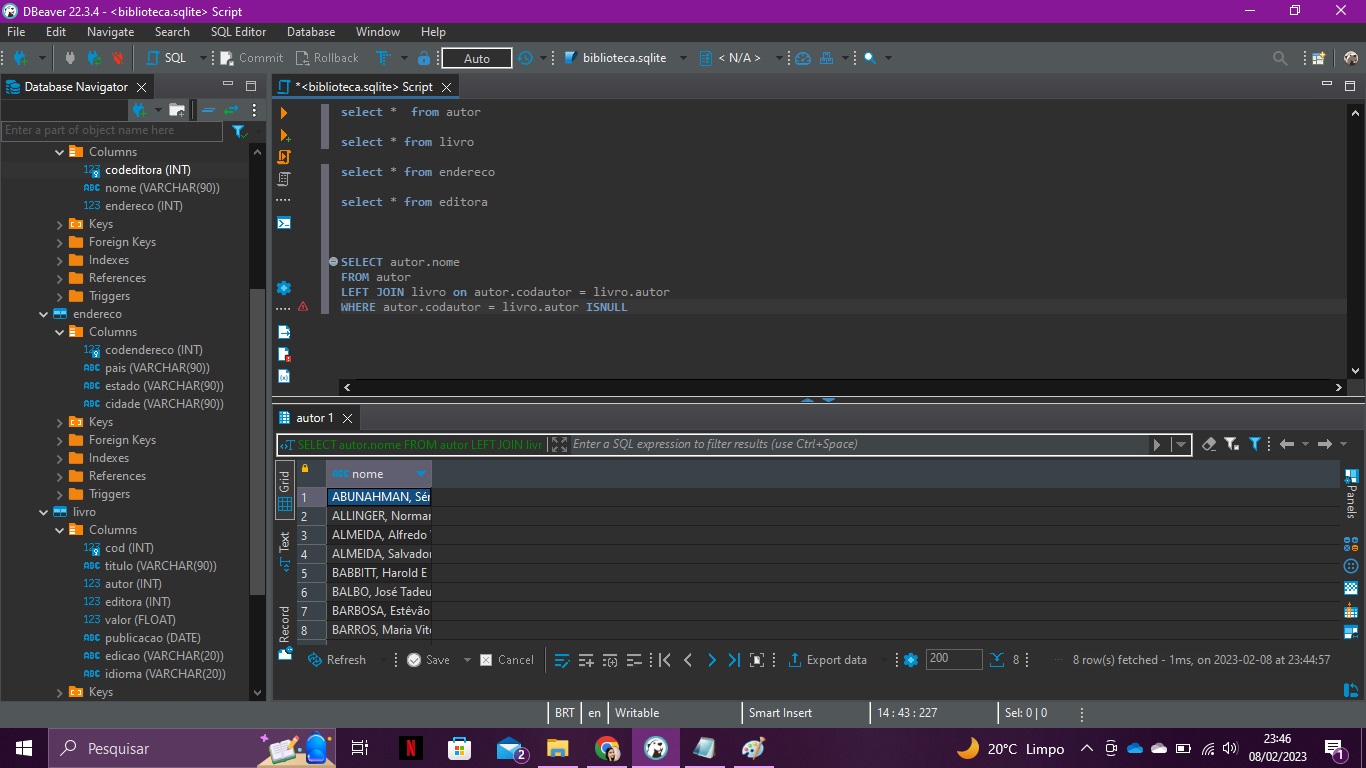 DBeaver 22.3.4 - <biblioteca.sqlite> Script
File Edit Navigate Search SQL Editor Database Window Help
SQL Commit Rollback Auto biblioteca.sqlite < N/A >
Database Navigator
*<biblioteca.sqlite> Script
Enter a part of object name here
Columns
codeditora (INT)
nome (VARCHAR(90))
endereco (INT)
Keys
Foreign Keys
Indexes
References
Triggers
endereco
Columns
codendereco (INT)
pais (VARCHAR(90))
estado (VARCHAR(90))
cidade (VARCHAR(90))
Keys
Foreign Keys
Indexes
References
Triggers
livro
Columns
cod (INT)
titulo (VARCHAR(90))
autor (INT)
editora (INT)
valor (FLOAT)
publicacao (DATE)
edicao (VARCHAR(20))
idioma (VARCHAR(20))
Keys
select * from autor
select * from livro
select * from endereco
select * from editora
SELECT autor.nome
FROM autor
LEFT JOIN livro on autor.codautor = livro.autor
WHERE autor.codautor = livro.autor ISNULL
autor 1
SELECT autor.nome FROM autor LEFT JOIN livr Enter a SQL expression to filter results (use Ctrl+Space)
Grid
Text
Record
nome
1 ABUNAHMAN, Sér
2 ALLINGER, Norman
3 ALMEIDA, Alfredo
4 ALMEIDA, Salvador
5 BABBITT, Harold E
6 BALBO, José Tadeu
7 BARBOSA, Estêvão
8 BARROS, Maria Vito
Panels
Refresh Save Cancel Export data 200 8 8 row(s) fetched - 1ms, on 2023-02-08 at 23:44:57
BRT en Writable Smart Insert 14 : 43 : 227 Sel: 0 | 0
Pesquisar 2 20°C Limpo 23:46
08/02/2023 1